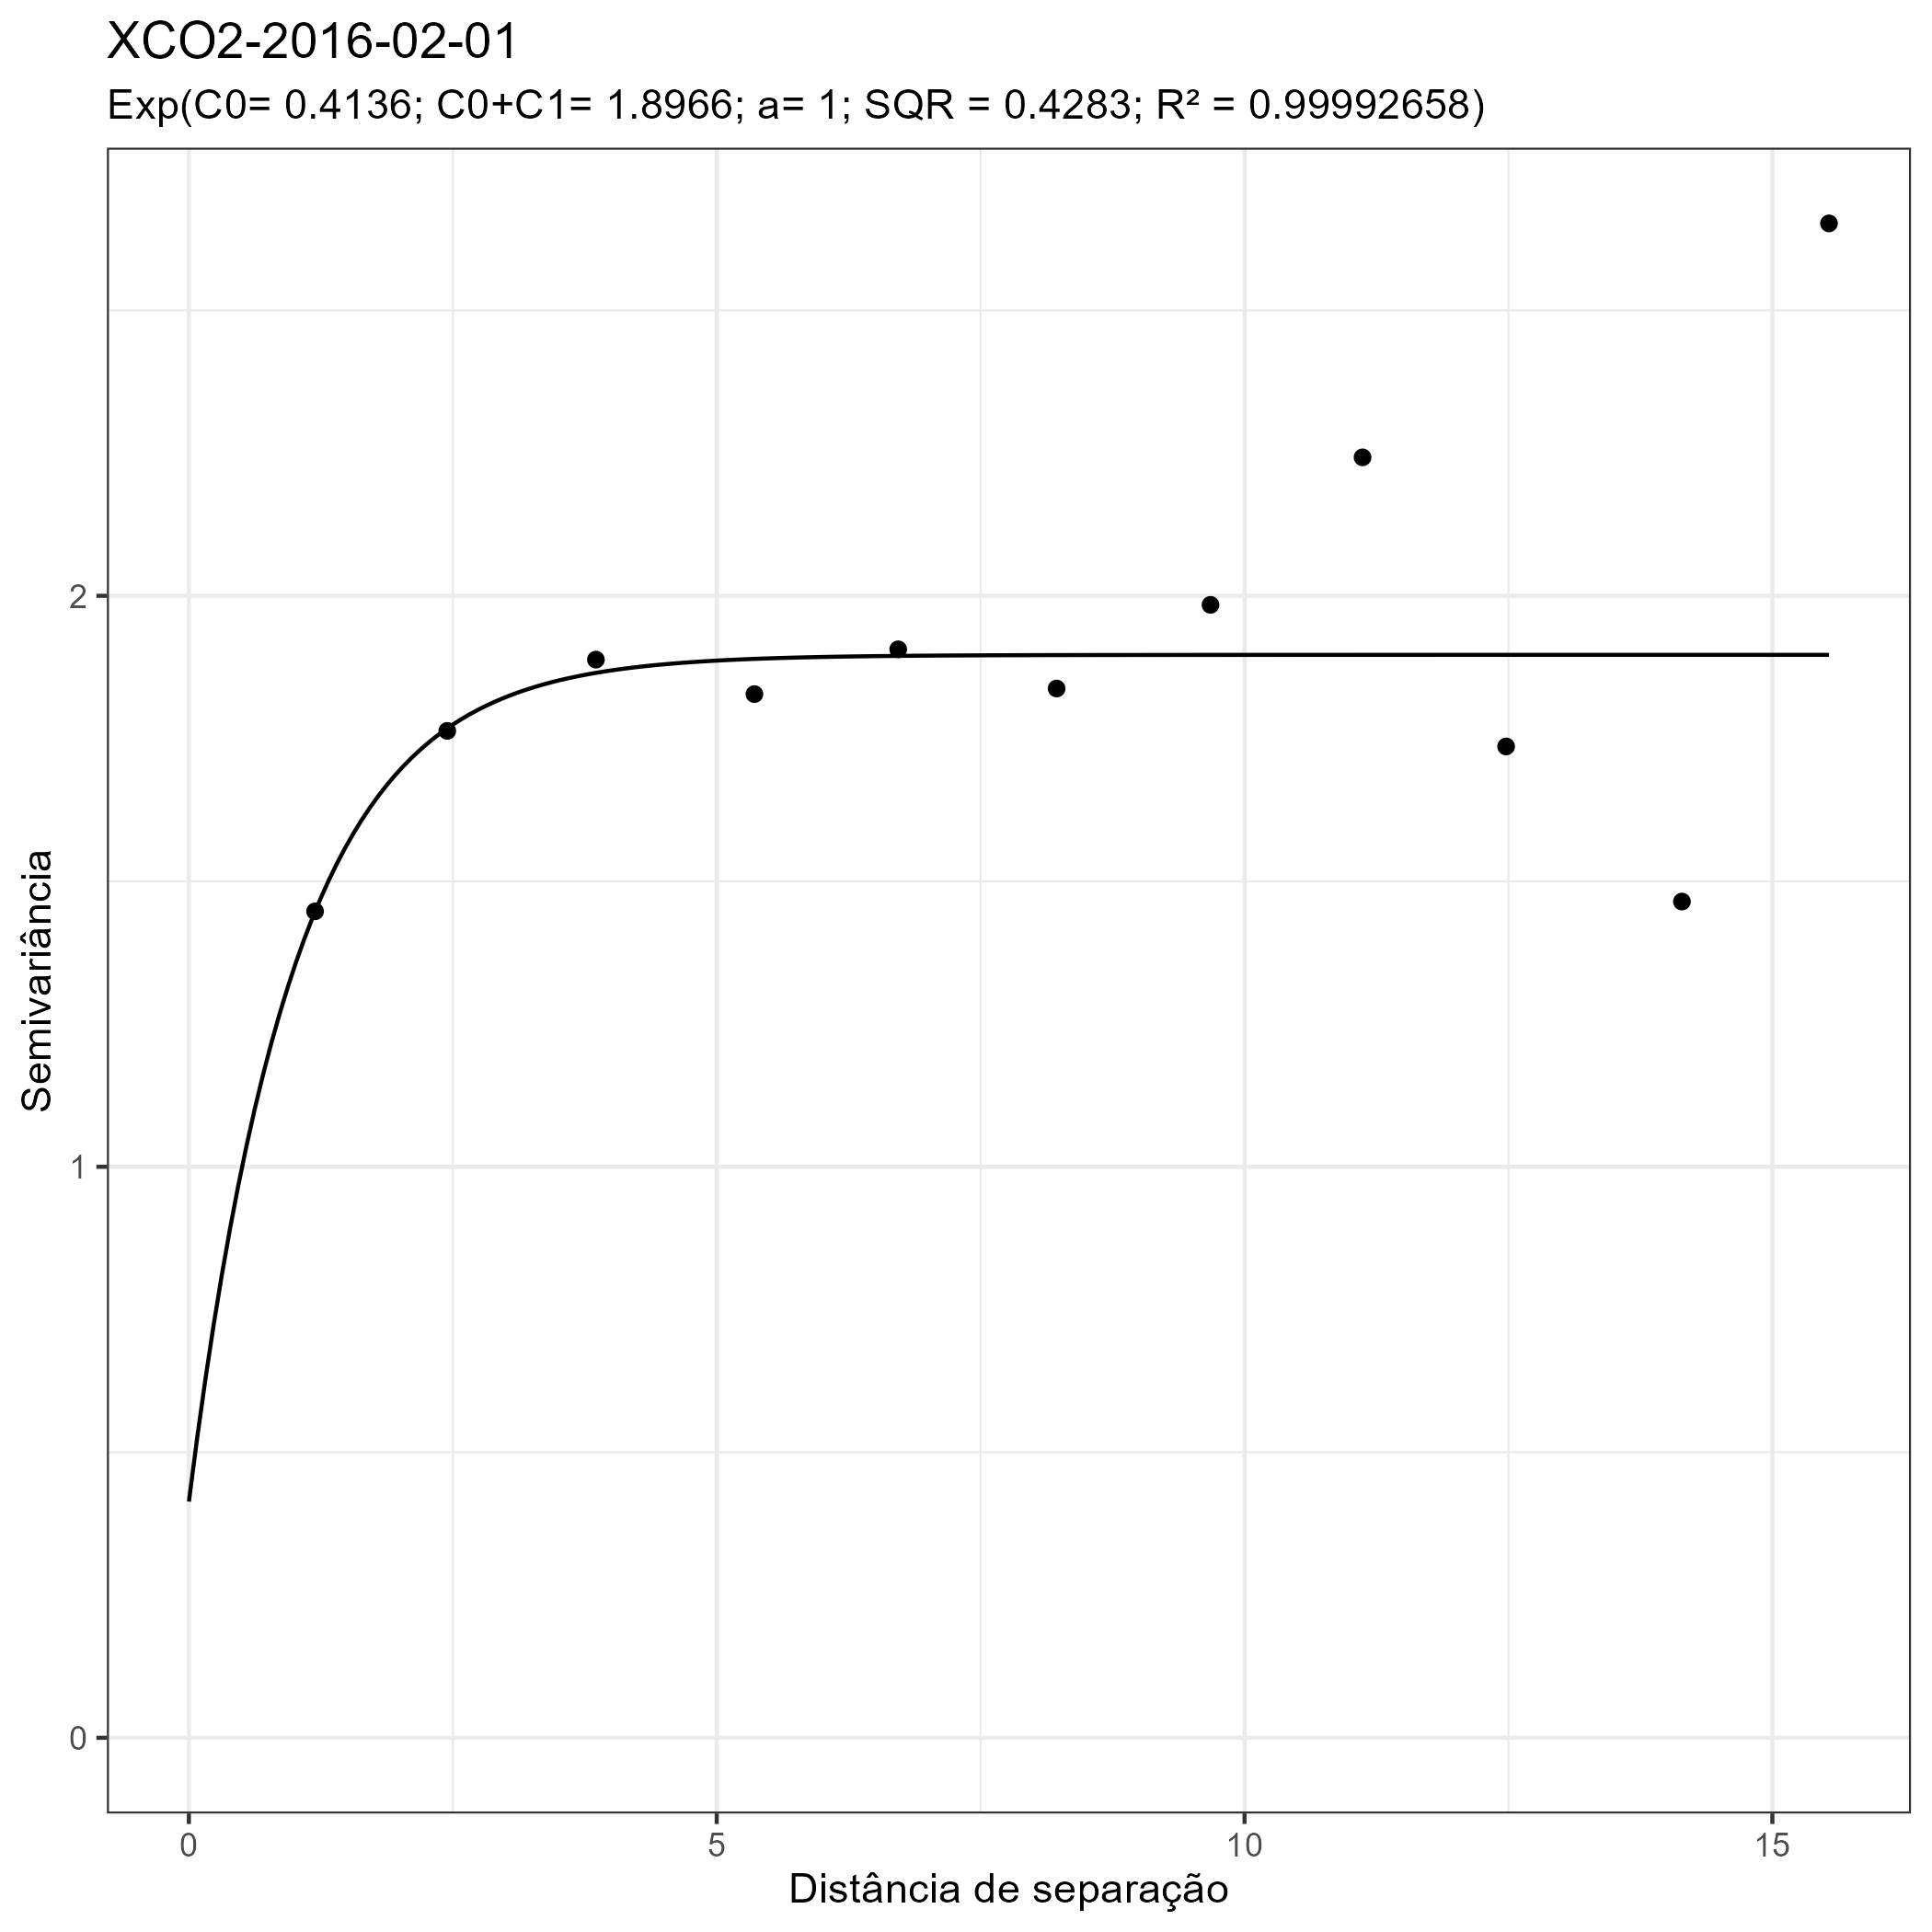 XCO2-2016-02-01
Exp(C0= 0.4136; C0+C1= 1.8966; a= 1; SQR = 0.4283; R² = 0.99992658)
Semivariância
2
1
0
0 5 10 15
Distância de separação